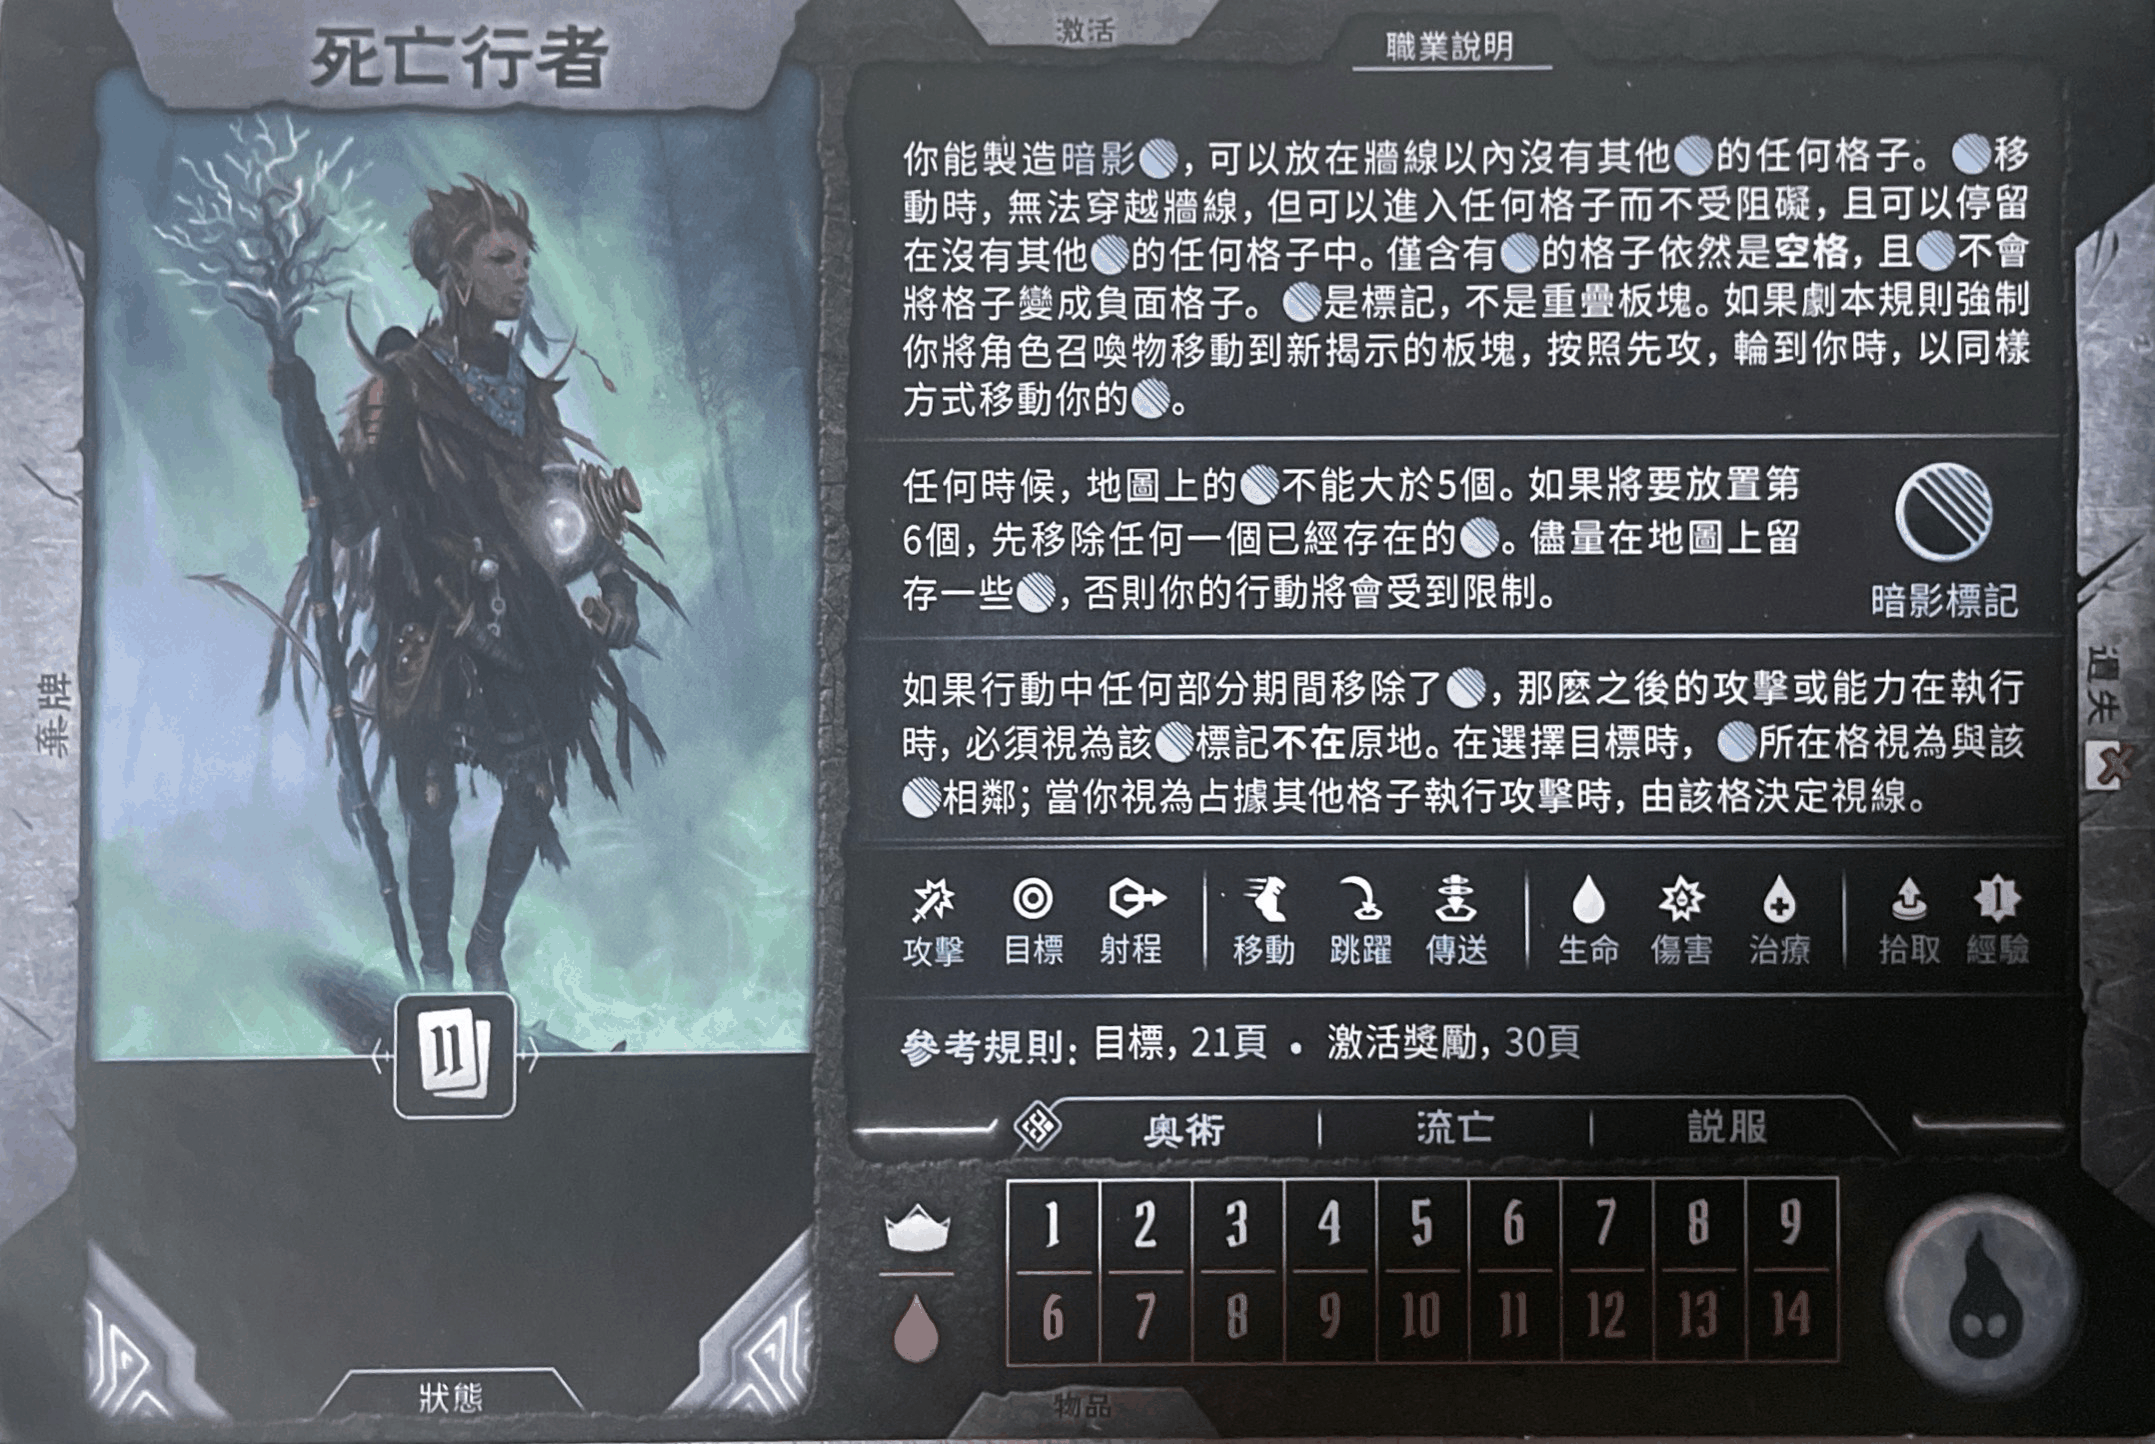 死亡行者
激活
職業說明
你能製造暗影，可以放在牆線以內沒有其他的任何格子。移
動時，無法穿越牆線，但可以進入任何格子而不受阻礙，且可以停留
在沒有其他的任何格子中。僅含有的格子依然是空格，且不會
將格子變成負面格子。是標記，不是重疊板塊。如果劇本規則強制
你將角色召喚物移動到新揭示的板塊，按照先攻，輪到你時，以同樣
方式移動你的。
任何時候，地圖上的不能大於5個。如果將要放置第
6個，先移除任何一個已經存在的。儘量在地圖上留
存一些，否則你的行動將會受到限制。
暗影標記
如果行動中任何部分期間移除了，那麽之後的攻擊或能力在執行
時，必須視為該標記不在原地。在選擇目標時，所在格視為與該
相鄰；當你視為占據其他格子執行攻擊時，由該格決定視線。
攻擊 目標 射程 移動 跳躍 傳送 生命 傷害 治療 拾取 1 經驗
參考規則：目標，21頁 • 激活獎勵，30頁
奧術 流亡 説服
1 2 3 4 5 6 7 8 9
6 7 8 9 10 11 12 13 14
棄牌
遺失
11
狀態
物品